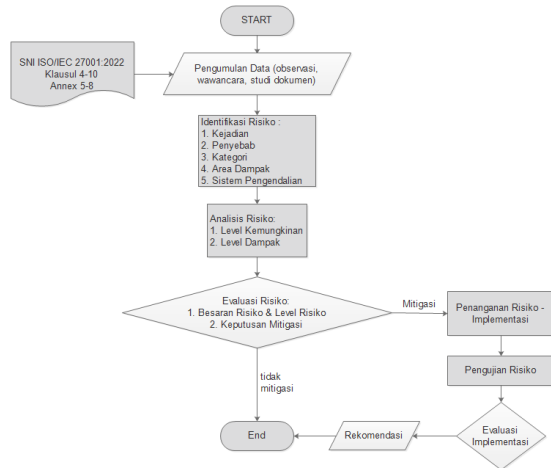 START
SNI ISO/IEC 27001:2022
Klausul 4-10
Annex 5-8
Pengumulan Data (observasi,
wawancara, studi dokumen)
Identifikasi Risiko :
1. Kejadian
2. Penyebab
3. Kategori
4. Area Dampak
5. Sistem Pengendalian
Analisis Risiko:
1. Level Kemungkinan
2. Level Dampak
Evaluasi Risiko:
1. Besaran Risiko & Level Risiko
2. Keputusan Mitigasi
Mitigasi
Penanganan Risiko -
Implementasi
Pengujian Risiko
tidak
mitigasi
Evaluasi
Implementasi
Rekomendasi
End